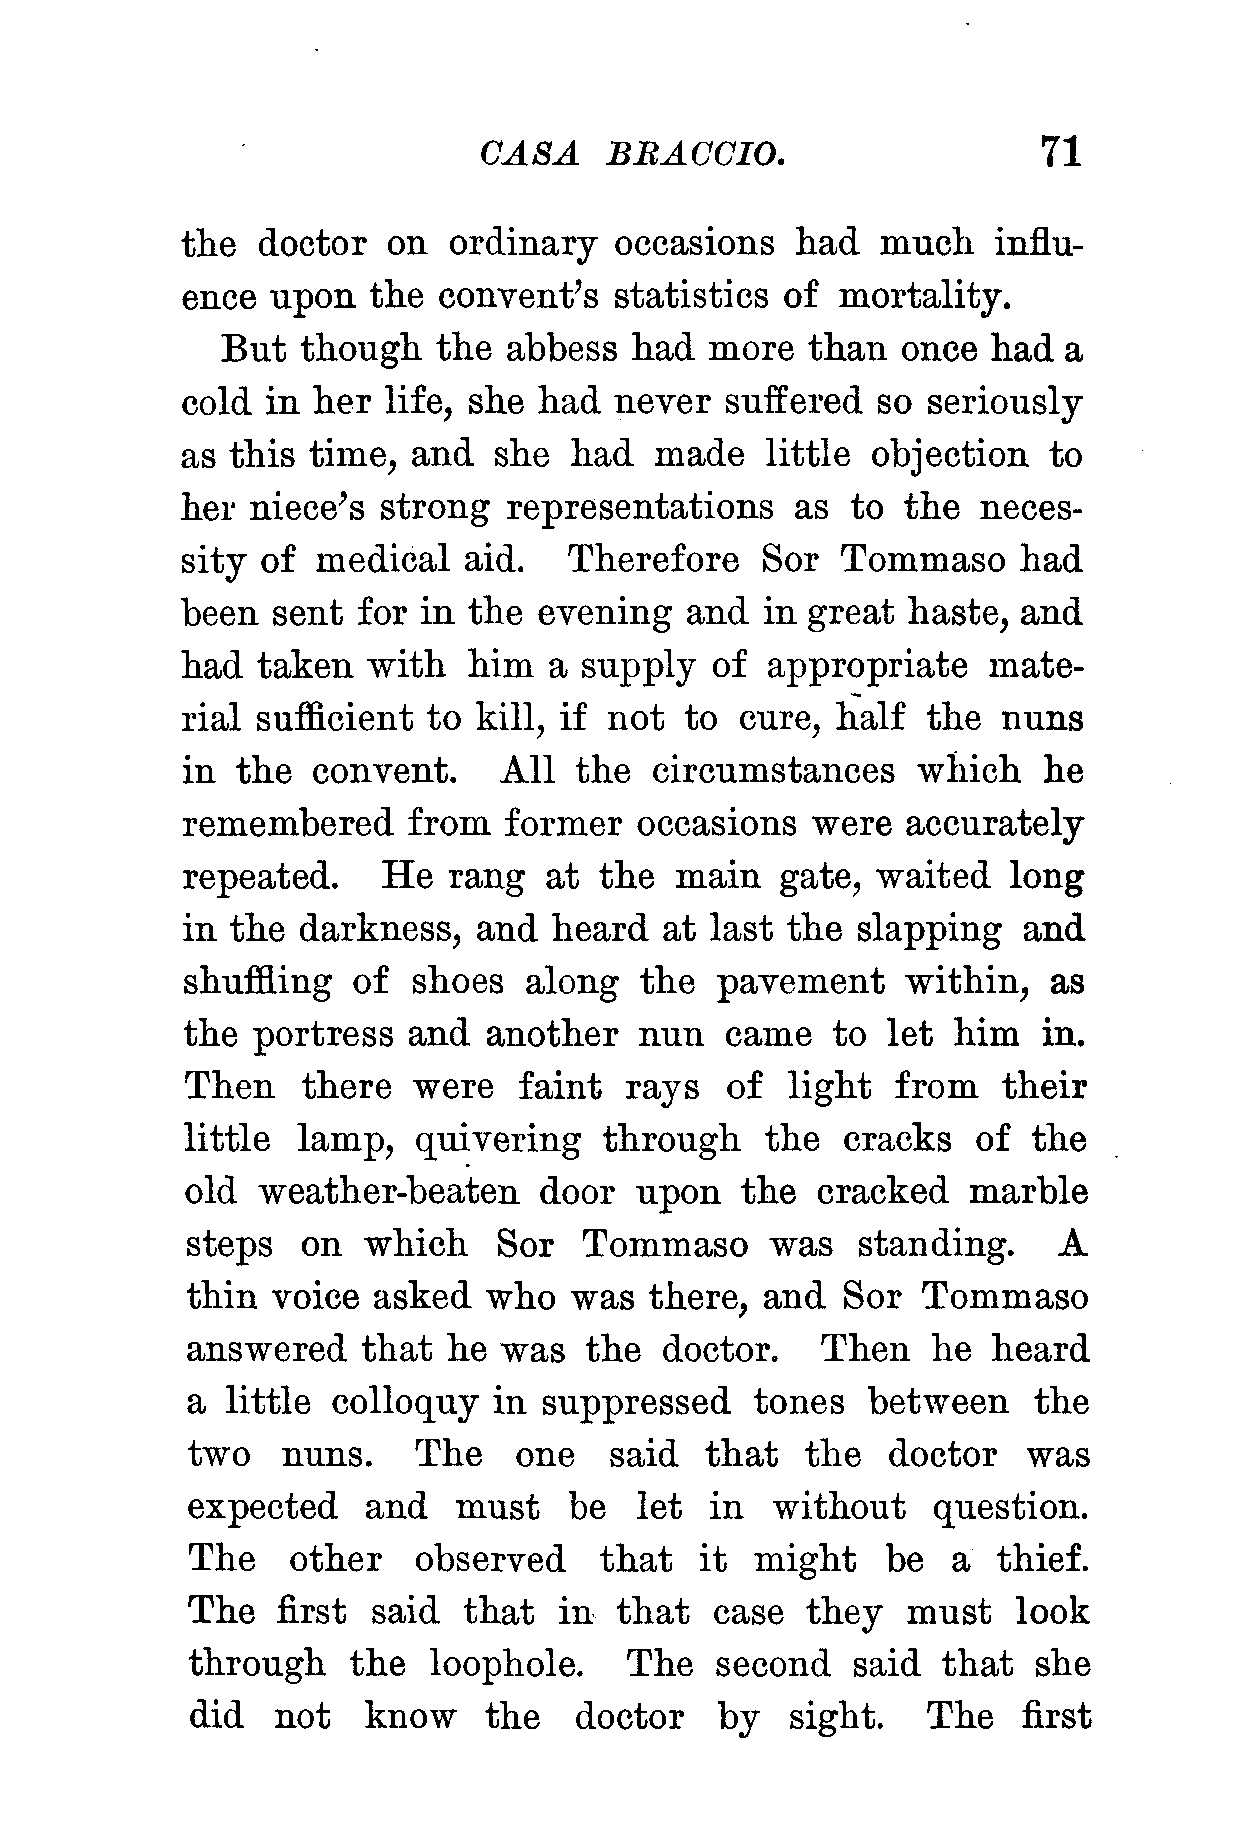 CASA BRACCIO. 71
the doctor on ordinary occasions had much influ-
ence upon the convent's statistics of mortality.
But though the abbess had more than once had a
cold in her life, she had never suffered so seriously
as this time, and she had made little objection to
her niece's strong representations as to the neces-
sity of medical aid. Therefore Sor Tommaso had
been sent for in the evening and in great haste, and
had taken with him a supply of appropriate mate-
rial sufficient to kill, if not to cure, half the nuns
in the convent. All the circumstances which he
remembered from former occasions were accurately
repeated. He rang at the main gate, waited long
in the darkness, and heard at last the slapping and
shuffling of shoes along the pavement within, as
the portress and another nun came to let him in.
Then there were faint rays of light from their
little lamp, quivering through the cracks of the
old weather-beaten door upon the cracked marble
steps on which Sor Tommaso was standing. A
thin voice asked who was there, and Sor Tommaso
answered that he was the doctor. Then he heard
a little colloquy in suppressed tones between the
two nuns. The one said that the doctor was
expected and must be let in without question.
The other observed that it might be a thief.
The first said that in that case they must look
through the loophole. The second said that she
did not know the doctor by sight. The first